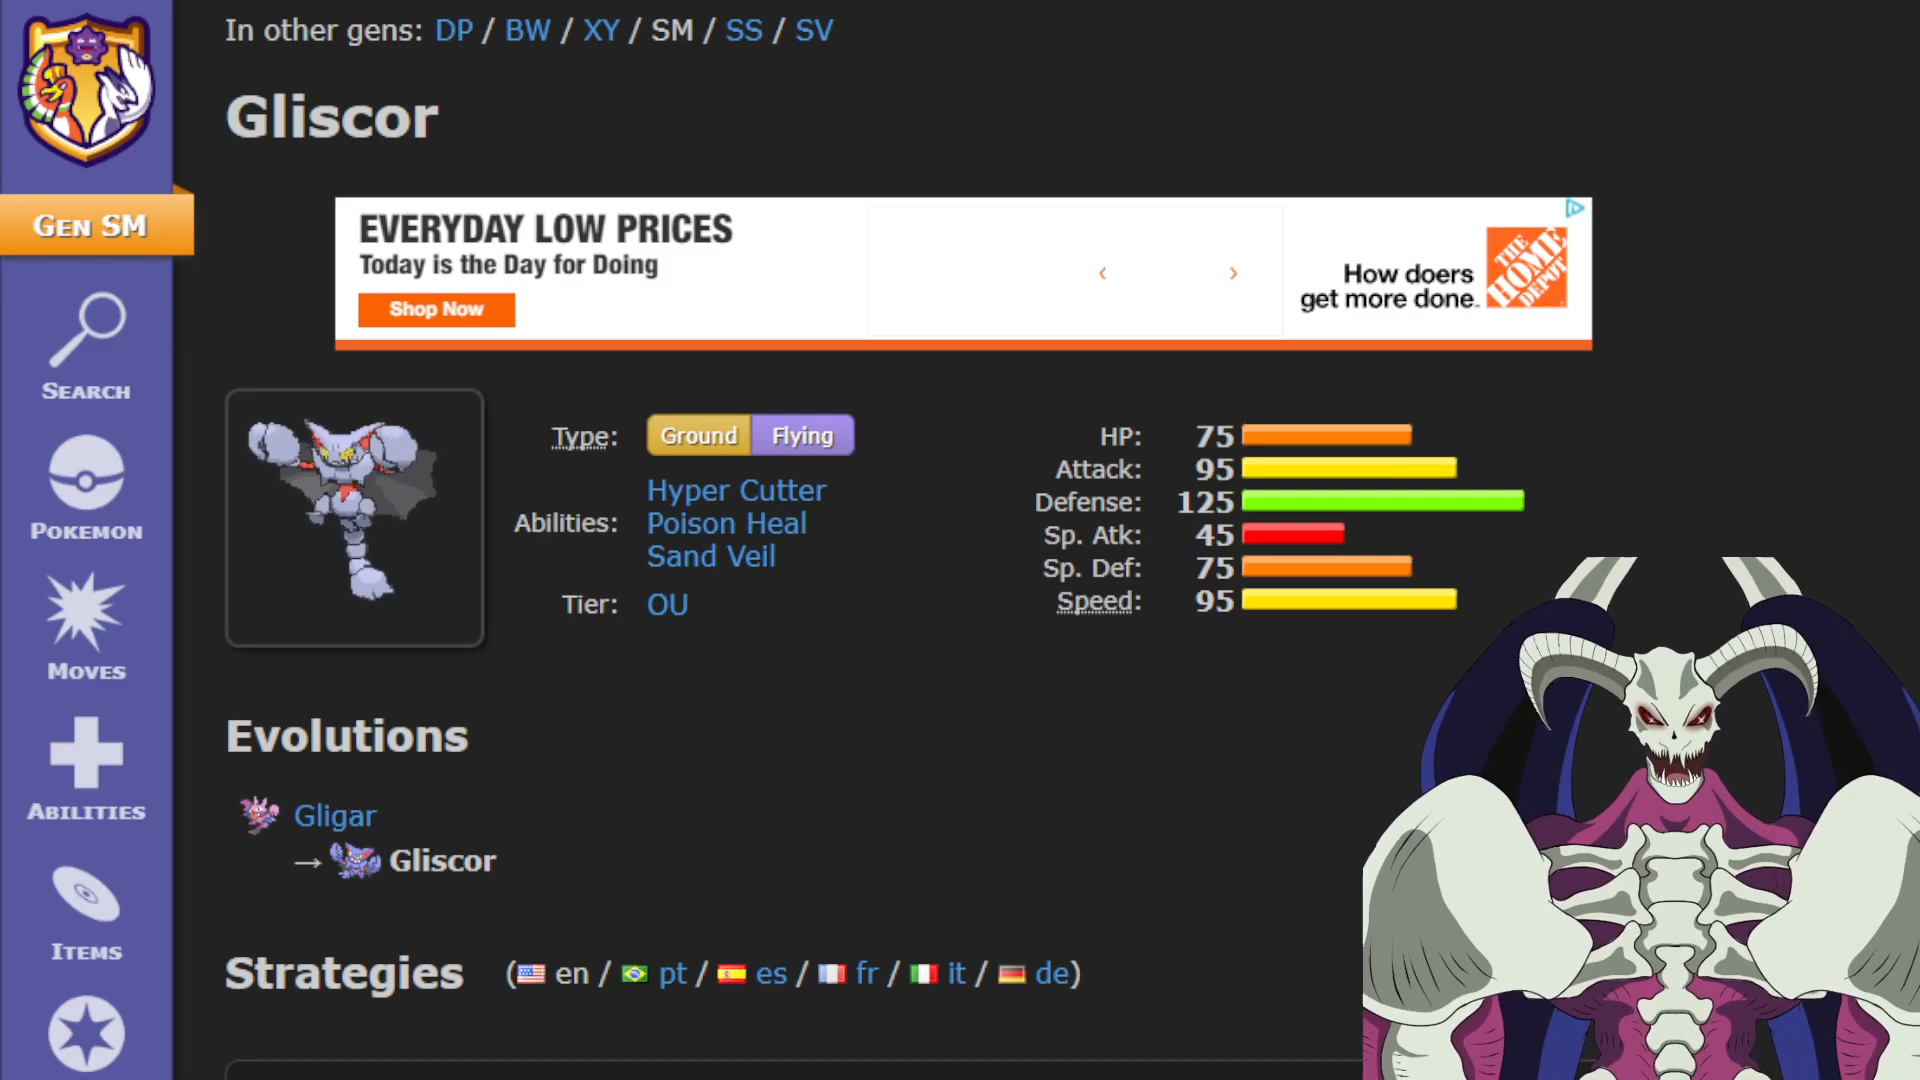 In other gens: DP / BW / XY / SM / SS / SV
Gliscor
GEN SM
EVERYDAY LOW PRICES
Today is the Day for Doing
Shop Now
How doers
get more done.
THE
HOME
DEPOT
SEARCH
POKEMON
MOVES
ABILITIES
ITEMS
Type: Ground Flying
Abilities: Hyper Cutter
Poison Heal
Sand Veil
Tier: OU
HP: 75
Attack: 95
Defense: 125
Sp. Atk: 45
Sp. Def: 75
Speed: 95
Evolutions
Gligar
→ Gliscor
Strategies (en / pt / es / fr / it / de)